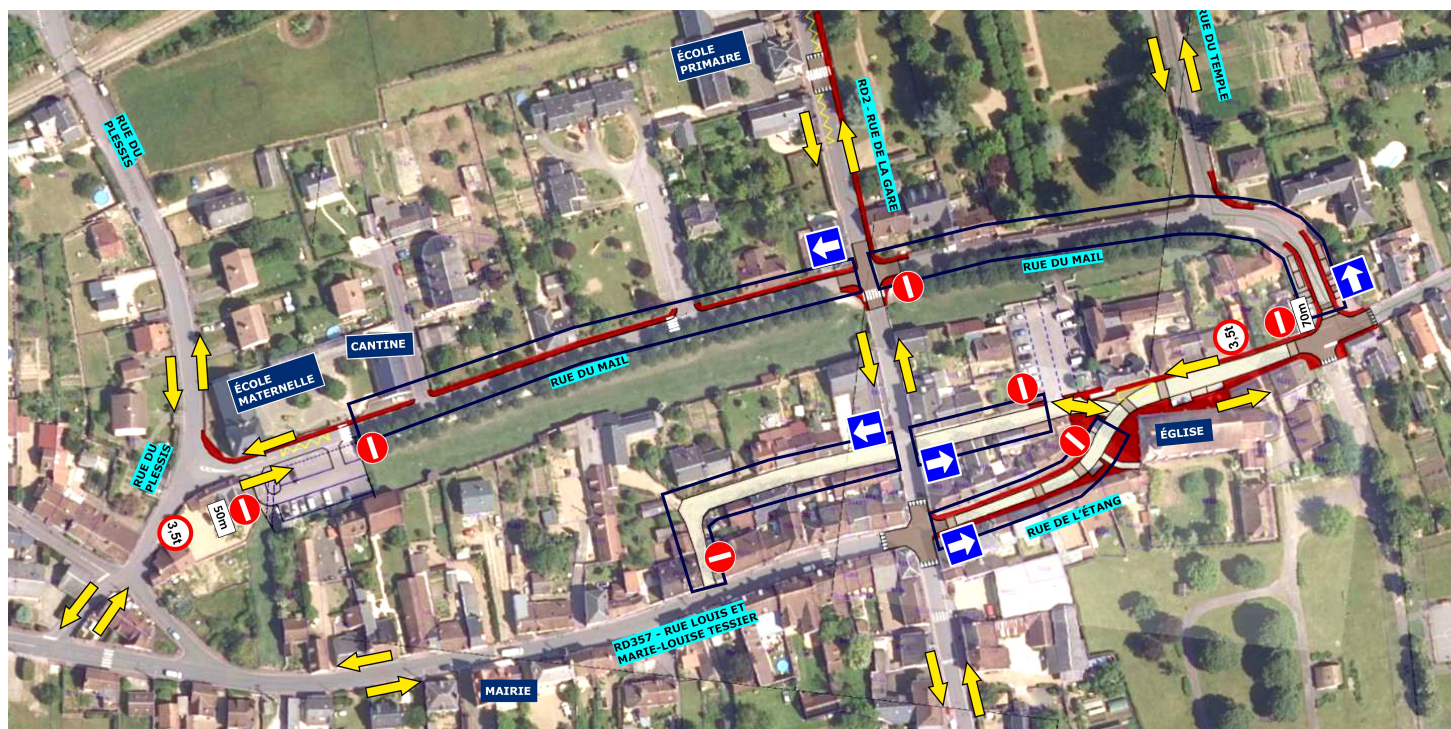 ÉCOLE
PRIMAIRE
RUE DU TEMPLE
RUE DU
PLESSIS
RD2 - RUE DE LA GARE
RUE DU MAIL
70m
3,5t
CANTINE
ÉCOLE
MATERNELLE
RUE DU MAIL
ÉGLISE
RUE DU
PLESSIS
50m
3,5t
RUE DE L'ÉTANG
RD357 - RUE LOUIS ET
MARIE-LOUISE TESSIER
MAIRIE